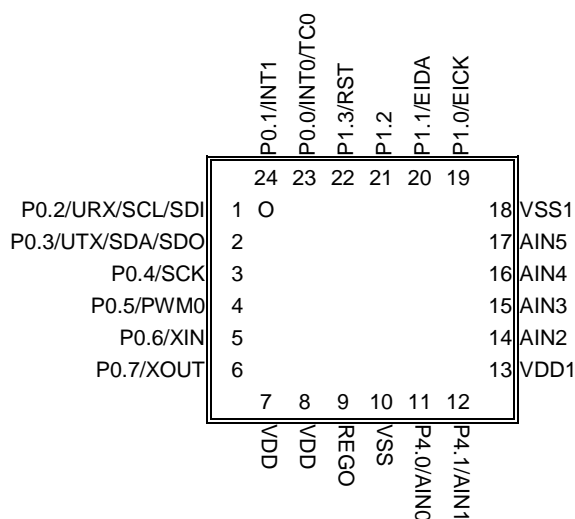 P0.1/INT1
P0.0/INT0/TC0
P1.3/RST
P1.2
P1.1/EIDA
P1.0/EICK
24 23 22 21 20 19
P0.2/URX/SCL/SDI 1 O 18 VSS1
P0.3/UTX/SDA/SDO 2 17 AIN5
P0.4/SCK 3 16 AIN4
P0.5/PWM0 4 15 AIN3
P0.6/XIN 5 14 AIN2
P0.7/XOUT 6 13 VDD1
7 8 9 10 11 12
VDD
VDD
REGO
VSS
P4.0/AIN0
P4.1/AIN1